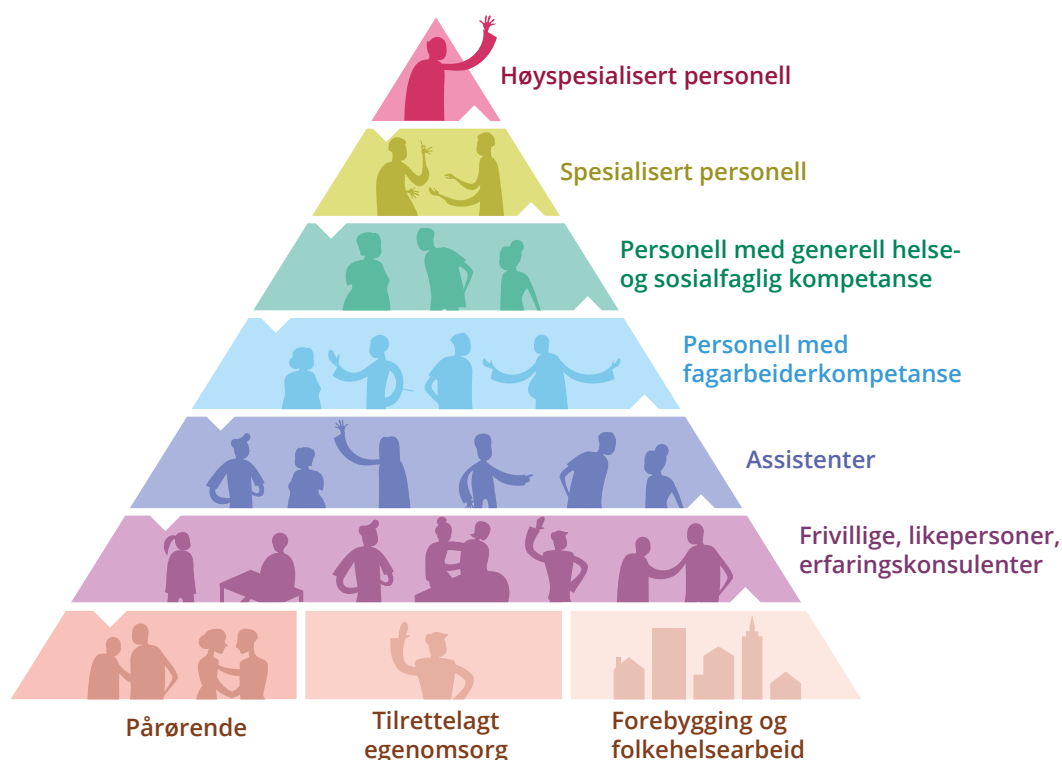 Høyspesialisert personell
Spesialisert personell
Personell med generell helse-
og sosialfaglig kompetanse
Personell med
fagarbeiderkompetanse
Assistenter
Frivillige, likepersoner,
erfaringskonsulenter
Pårørende
Tilrettelagt
egenomsorg
Forebygging og
folkehelsearbeid